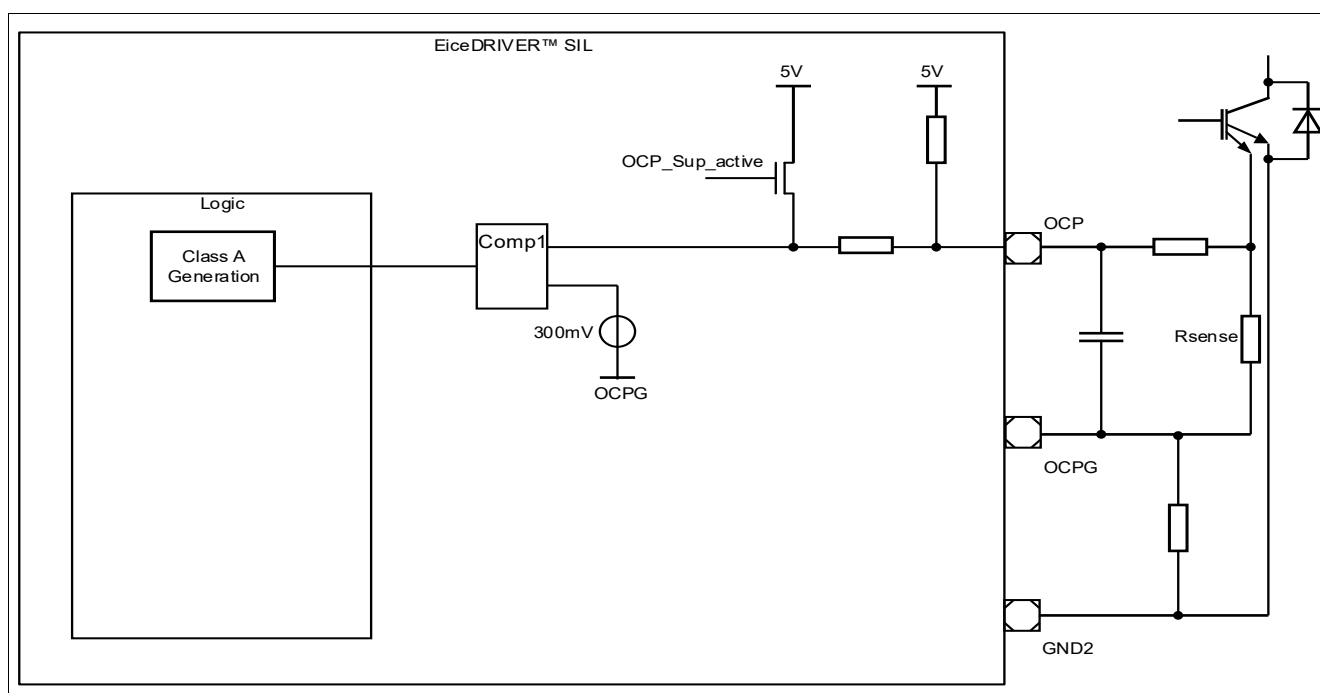 EiceDRIVER™ SIL
5V
5V
OCP_Sup_active
Logic
Class A
Generation
Comp1
300mV
OCPG
OCP
Rsense
OCPG
GND2